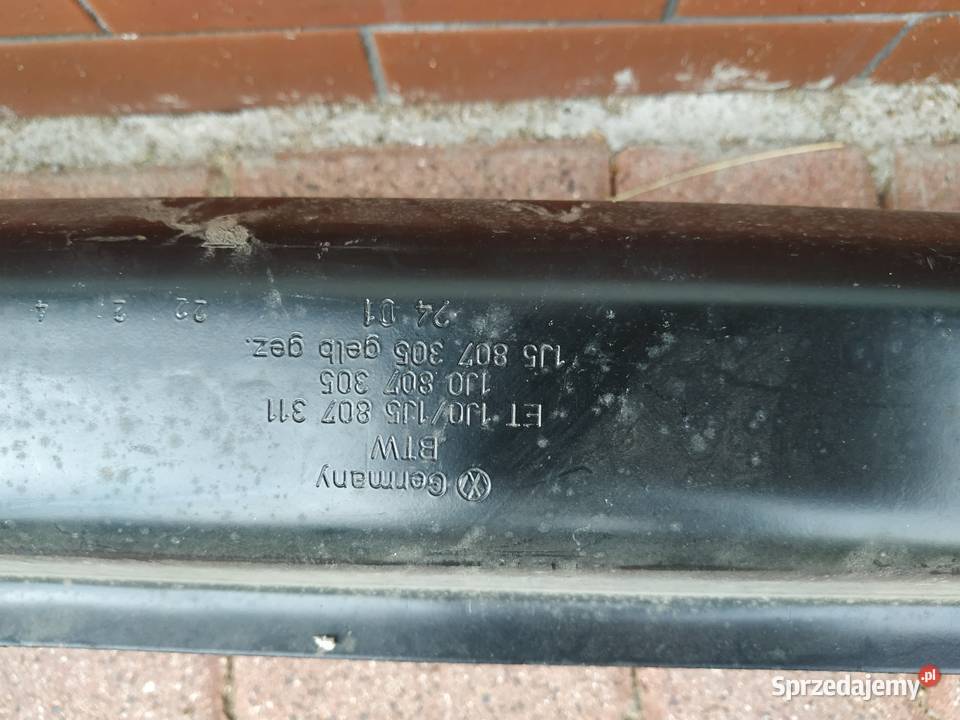 Germany
BTW
ET 1J0/1J5 807 311
1J0 807 305
1J5 807 305 gelb gez.
24 01
22 2 4
Sprzedajemy.pl